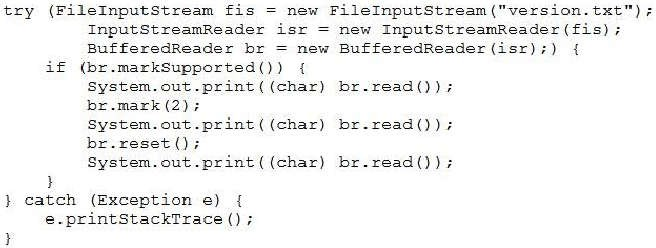 try (FileInputStream fis = new FileInputStream("version.txt");
        InputStreamReader isr = new InputStreamReader(fis);
        BufferedReader br = new BufferedReader(isr);) {
    if (br.markSupported()) {
        System.out.print((char) br.read());
        br.mark(2);
        System.out.print((char) br.read());
        br.reset();
        System.out.print((char) br.read());
    }
} catch (Exception e) {
    e.printStackTrace();
}